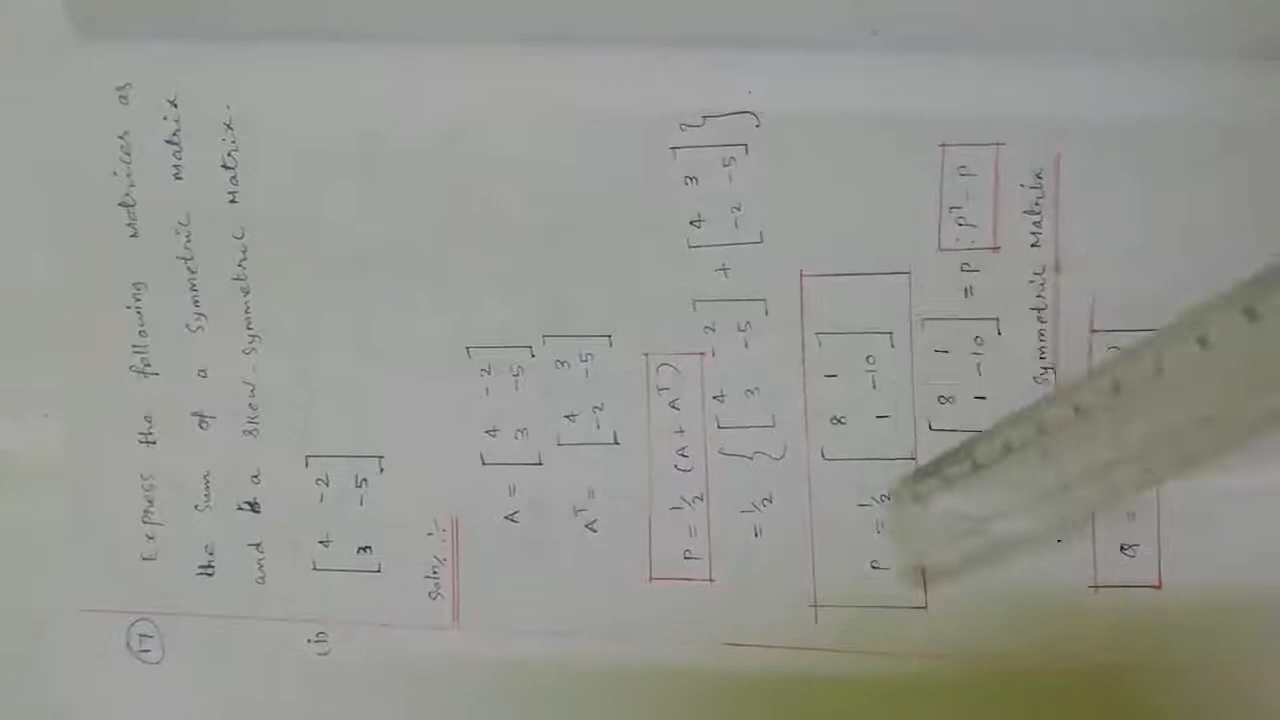 17 Express the following Matrices as
the Sum of a Symmetric Matrix
and a Skew-Symmetric Matrix.
(i) [ 4 -2
3 -5 ]
Soln:
A = [ 4 -2
3 -5 ]
Aᵀ = [ 4 3
-2 -5 ]
P = 1/2 (A + Aᵀ)
= 1/2 { [ 4 -2
3 -5 ] + [ 4 3
-2 -5 ] }.
P = 1/2 [ 8 1
1 -10 ]
[ 8 1
1 -10 ] = P : Pᵀ = P
Symmetric Matrix
Q =